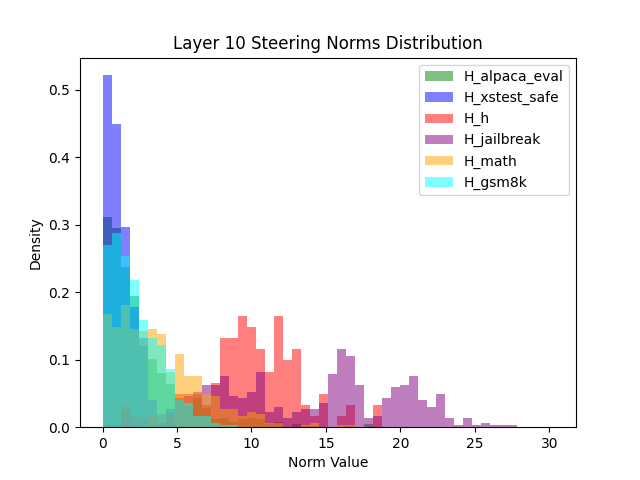 Layer 10 Steering Norms Distribution
H_alpaca_eval
H_xstest_safe
H_h
H_jailbreak
H_math
H_gsm8k
0.5
0.4
0.3
0.2
0.1
0.0
Density
0 5 10 15 20 25 30
Norm Value